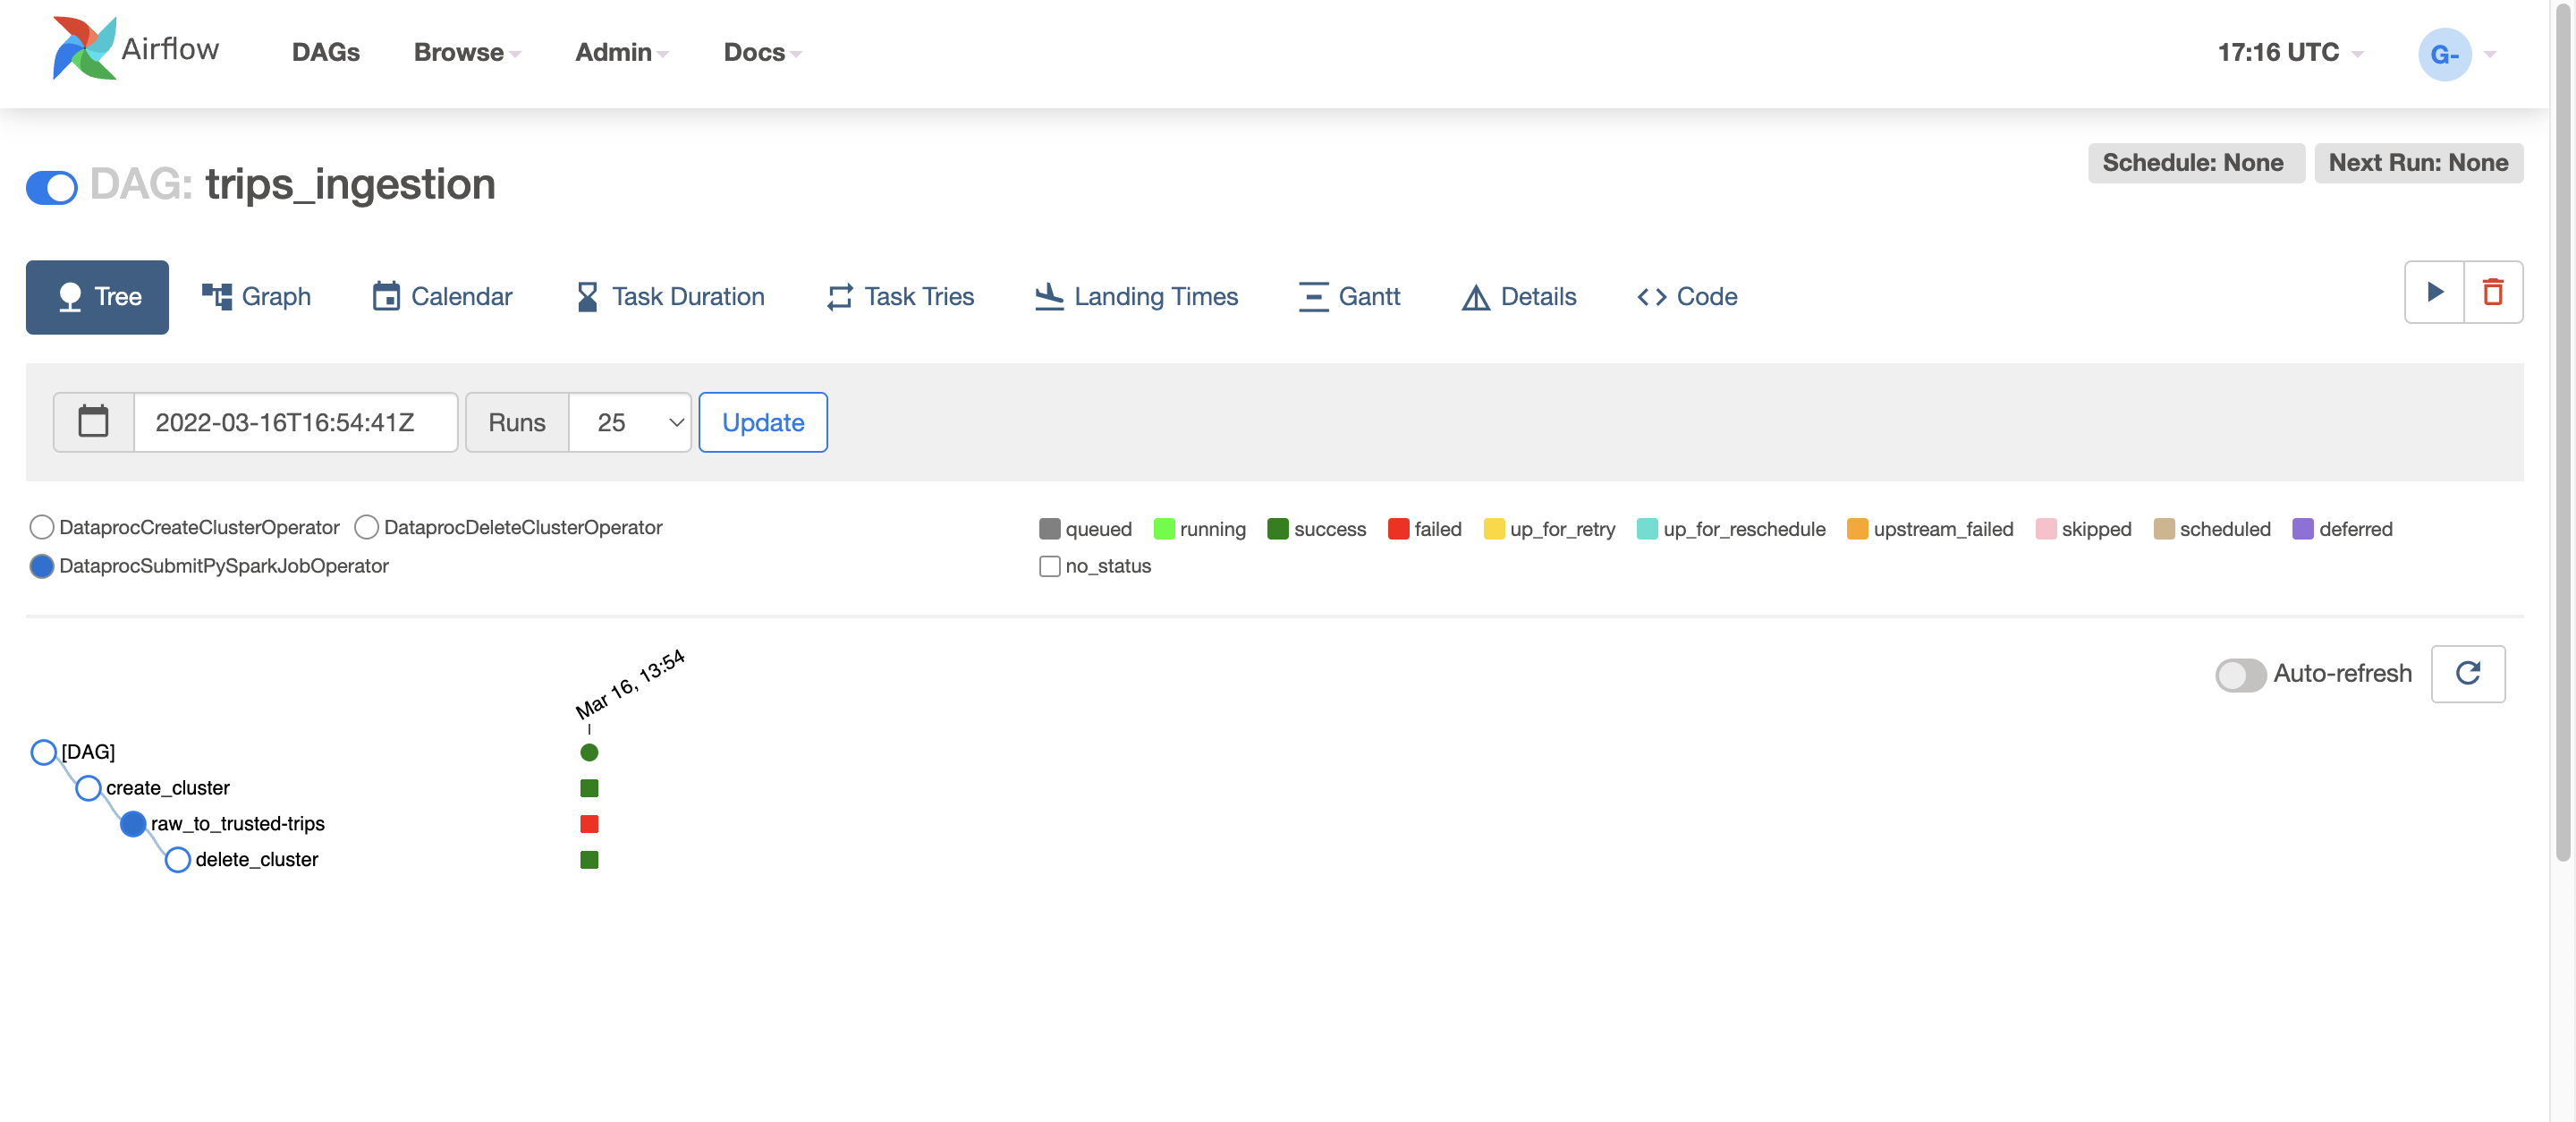 Airflow DAGs Browse Admin Docs 17:16 UTC G-
Schedule: None Next Run: None
DAG: trips_ingestion
Tree Graph Calendar Task Duration Task Tries Landing Times Gantt Details Code
2022-03-16T16:54:41Z Runs 25 Update
DataprocCreateClusterOperator DataprocDeleteClusterOperator
DataprocSubmitPySparkJobOperator
queued running success failed up_for_retry up_for_reschedule upstream_failed skipped scheduled deferred
no_status
Auto-refresh
Mar 16, 13:54
[DAG]
create_cluster
raw_to_trusted-trips
delete_cluster